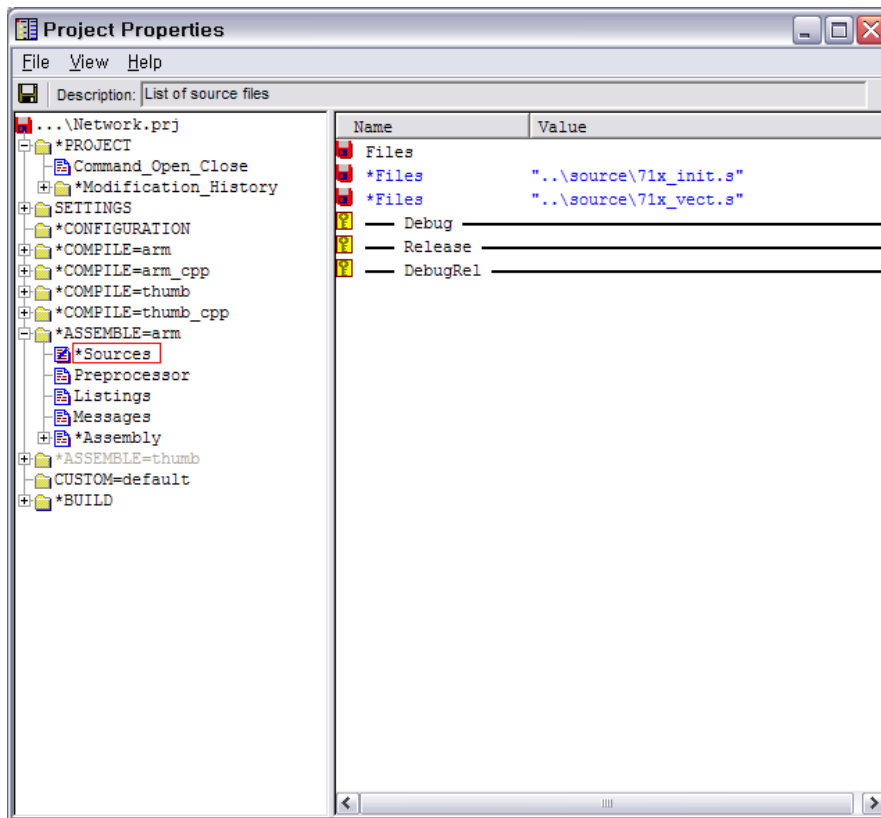 Project Properties
File View Help
Description: List of source files
...\Network.prj
*PROJECT
Command_Open_Close
*Modification_History
SETTINGS
*CONFIGURATION
*COMPILE=arm
*COMPILE=arm_cpp
*COMPILE=thumb
*COMPILE=thumb_cpp
*ASSEMBLE=arm
*Sources
Preprocessor
Listings
Messages
*Assembly
*ASSEMBLE=thumb
CUSTOM=default
*BUILD
Name Value
Files
*Files "..\source\71x_init.s"
*Files "..\source\71x_vect.s"
Debug
Release
DebugRel